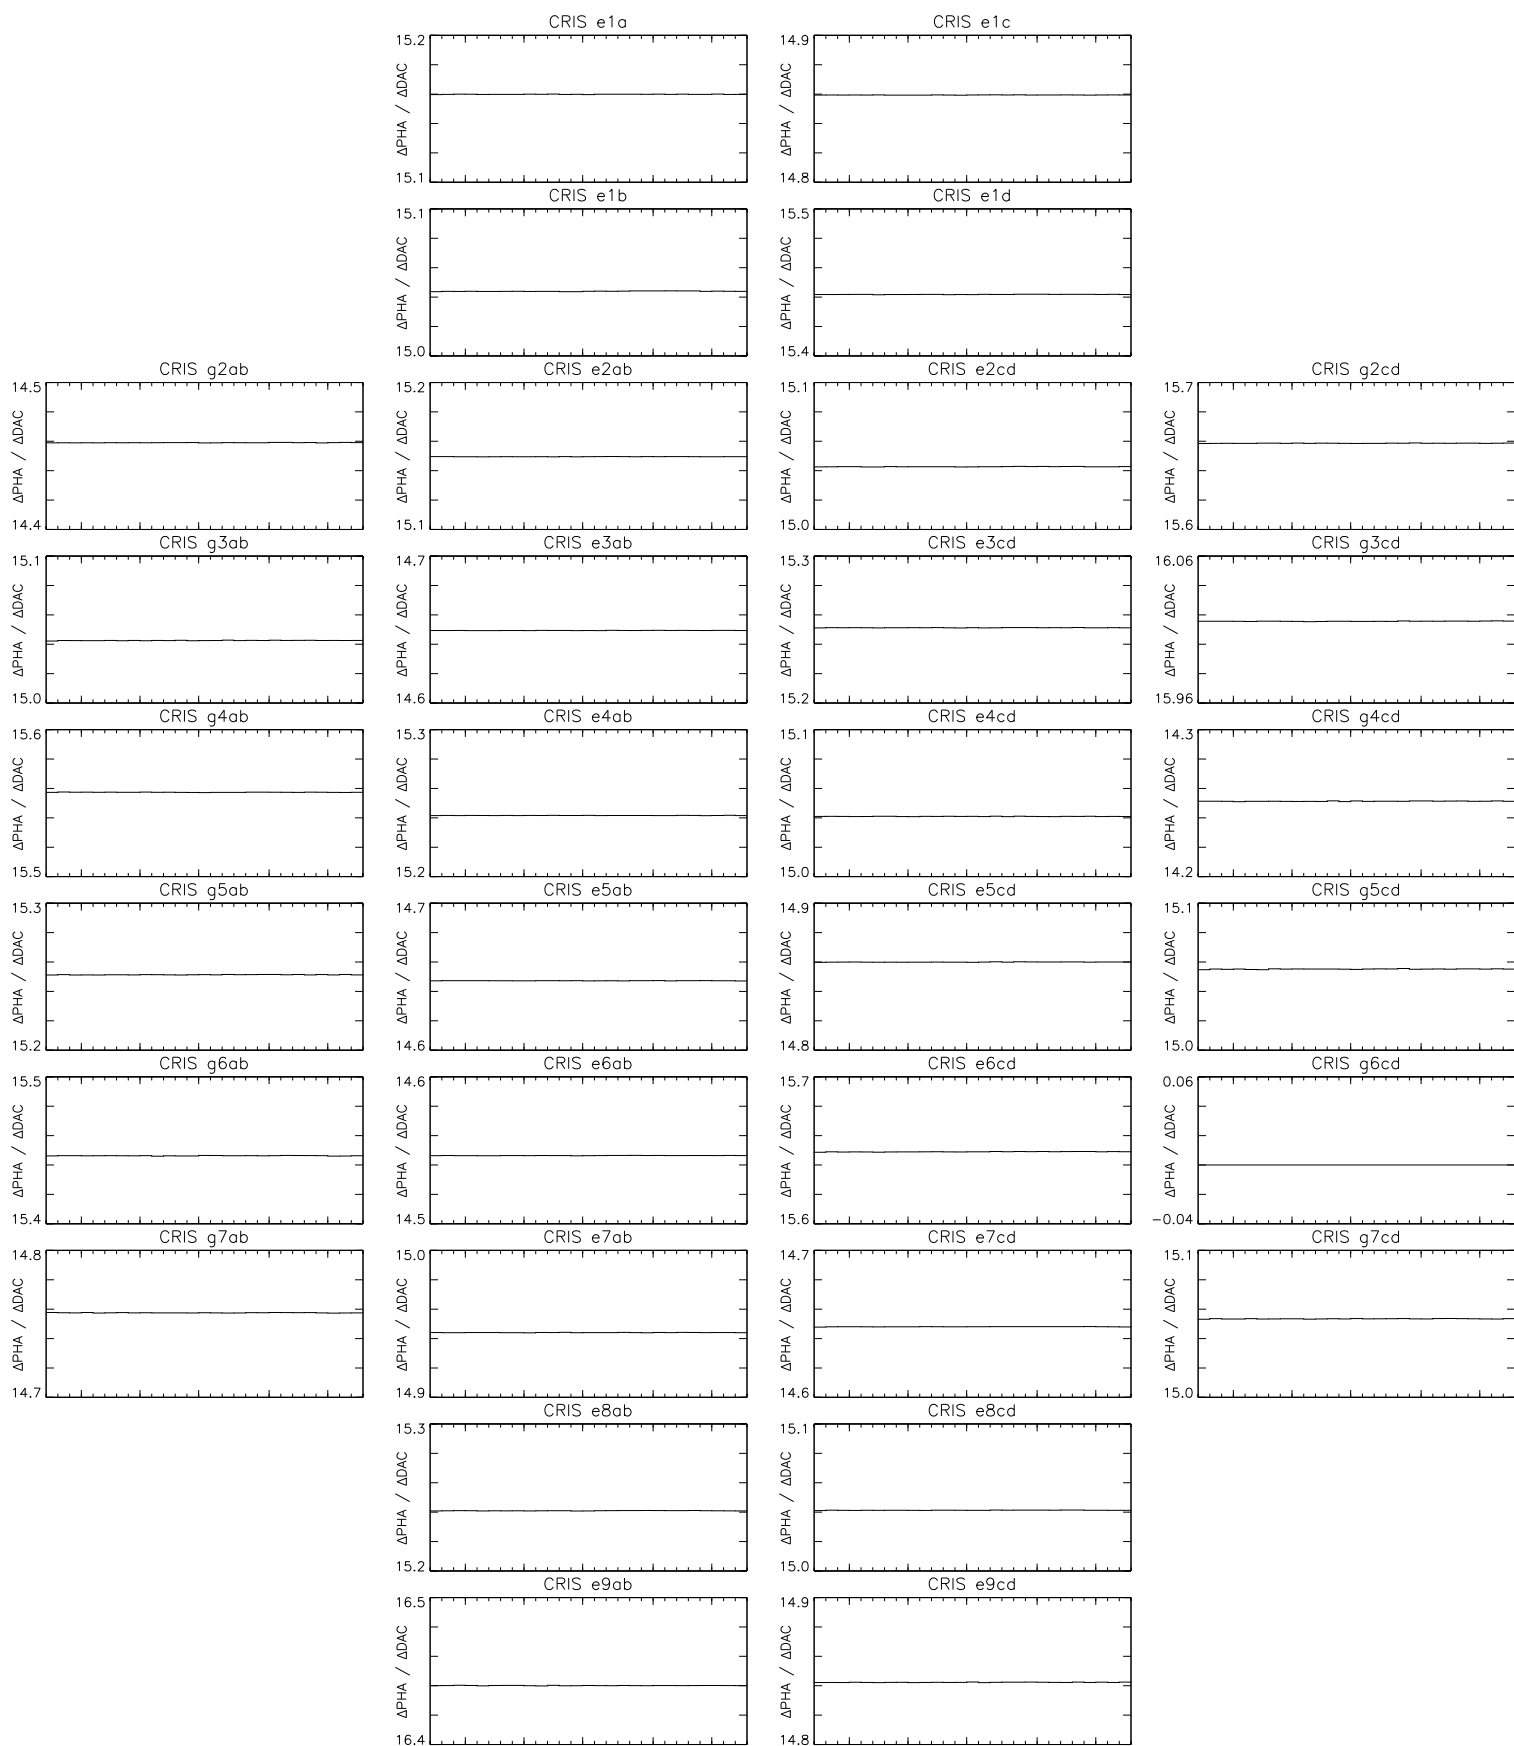 CRIS e1a
15.2
ΔPHA / ΔDAC
15.1
CRIS e1c
14.9
ΔPHA / ΔDAC
14.8
CRIS e1b
15.1
ΔPHA / ΔDAC
15.0
CRIS e1d
15.5
ΔPHA / ΔDAC
15.4
CRIS g2ab
14.5
ΔPHA / ΔDAC
14.4
CRIS e2ab
15.2
ΔPHA / ΔDAC
15.1
CRIS e2cd
15.1
ΔPHA / ΔDAC
15.0
CRIS g2cd
15.7
ΔPHA / ΔDAC
15.6
CRIS g3ab
15.1
ΔPHA / ΔDAC
15.0
CRIS e3ab
14.7
ΔPHA / ΔDAC
14.6
CRIS e3cd
15.3
ΔPHA / ΔDAC
15.2
CRIS g3cd
16.06
ΔPHA / ΔDAC
15.96
CRIS g4ab
15.6
ΔPHA / ΔDAC
15.5
CRIS e4ab
15.3
ΔPHA / ΔDAC
15.2
CRIS e4cd
15.1
ΔPHA / ΔDAC
15.0
CRIS g4cd
14.3
ΔPHA / ΔDAC
14.2
CRIS g5ab
15.3
ΔPHA / ΔDAC
15.2
CRIS e5ab
14.7
ΔPHA / ΔDAC
14.6
CRIS e5cd
14.9
ΔPHA / ΔDAC
14.8
CRIS g5cd
15.1
ΔPHA / ΔDAC
15.0
CRIS g6ab
15.5
ΔPHA / ΔDAC
15.4
CRIS e6ab
14.6
ΔPHA / ΔDAC
14.5
CRIS e6cd
15.7
ΔPHA / ΔDAC
15.6
CRIS g6cd
0.06
ΔPHA / ΔDAC
−0.04
CRIS g7ab
14.8
ΔPHA / ΔDAC
14.7
CRIS e7ab
15.0
ΔPHA / ΔDAC
14.9
CRIS e7cd
14.7
ΔPHA / ΔDAC
14.6
CRIS g7cd
15.1
ΔPHA / ΔDAC
15.0
CRIS e8ab
15.3
ΔPHA / ΔDAC
15.2
CRIS e8cd
15.1
ΔPHA / ΔDAC
15.0
CRIS e9ab
16.5
ΔPHA / ΔDAC
16.4
CRIS e9cd
14.9
ΔPHA / ΔDAC
14.8